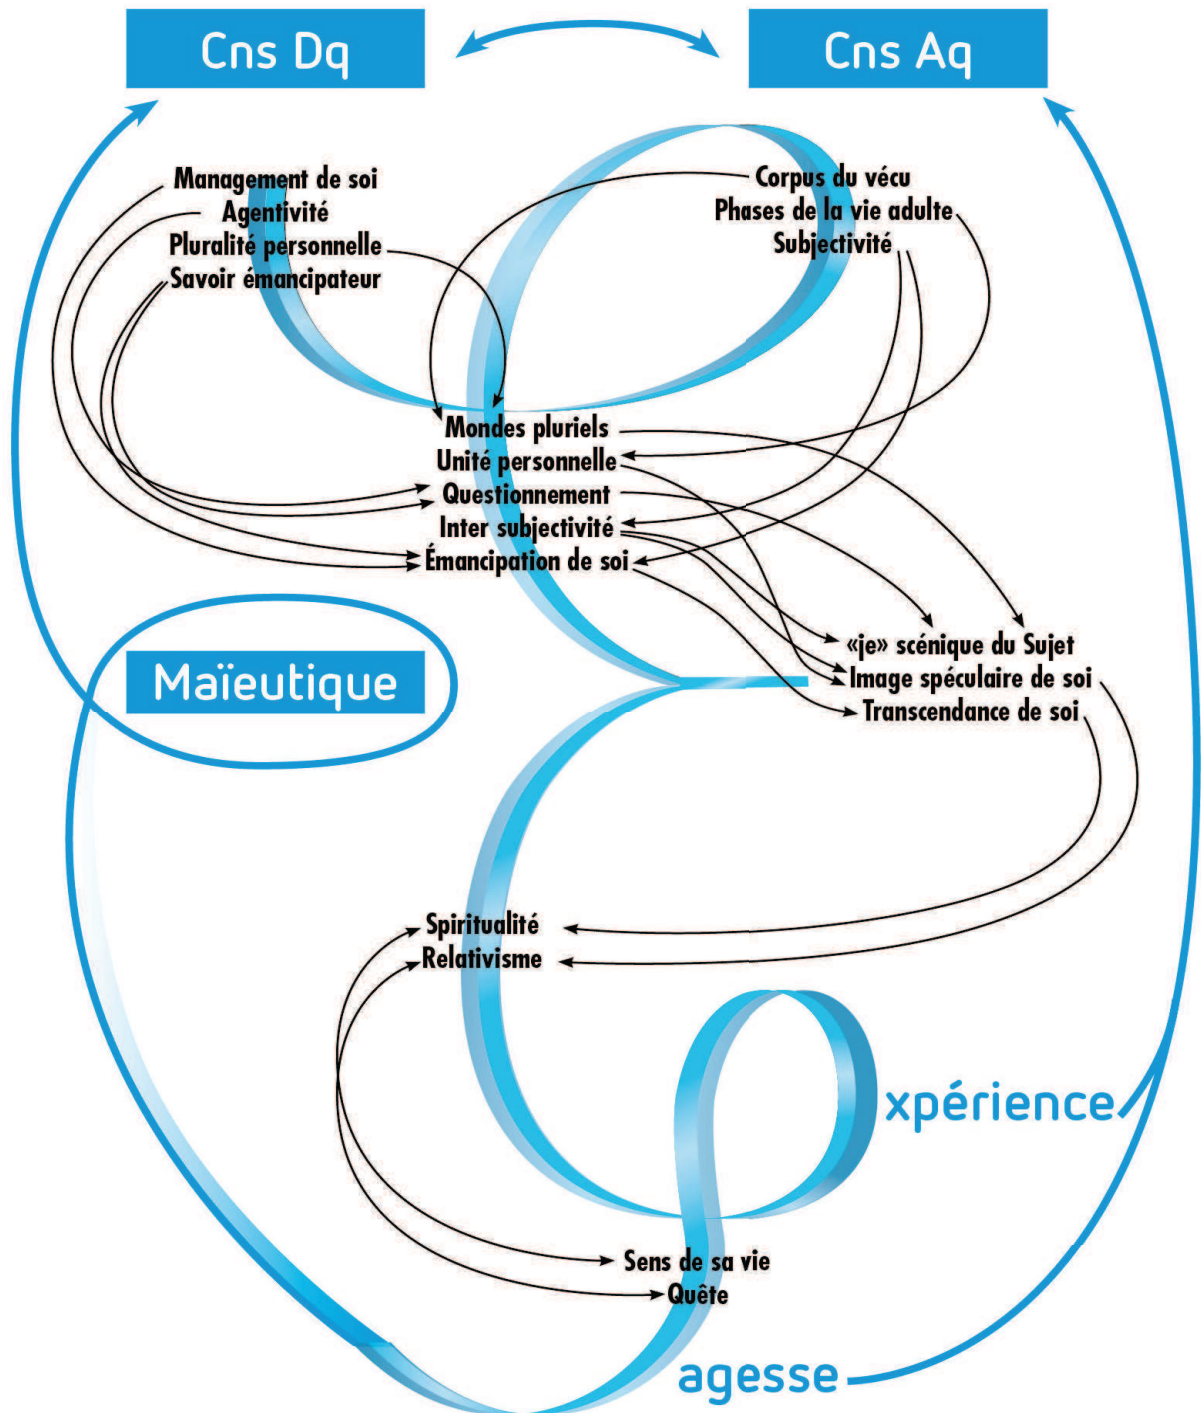 Cns Dq
Cns Aq
Management de soi
Agentivité
Pluralité personnelle
Savoir émancipateur
Corpus du vécu
Phases de la vie adulte
Subjectivité
Mondes pluriels
Unité personnelle
Questionnement
Inter subjectivité
Émancipation de soi
Maïeutique
«je» scénique du Sujet
Image spéculaire de soi
Transcendance de soi
Spiritualité
Relativisme
xpérience
Sens de sa vie
Quête
agesse